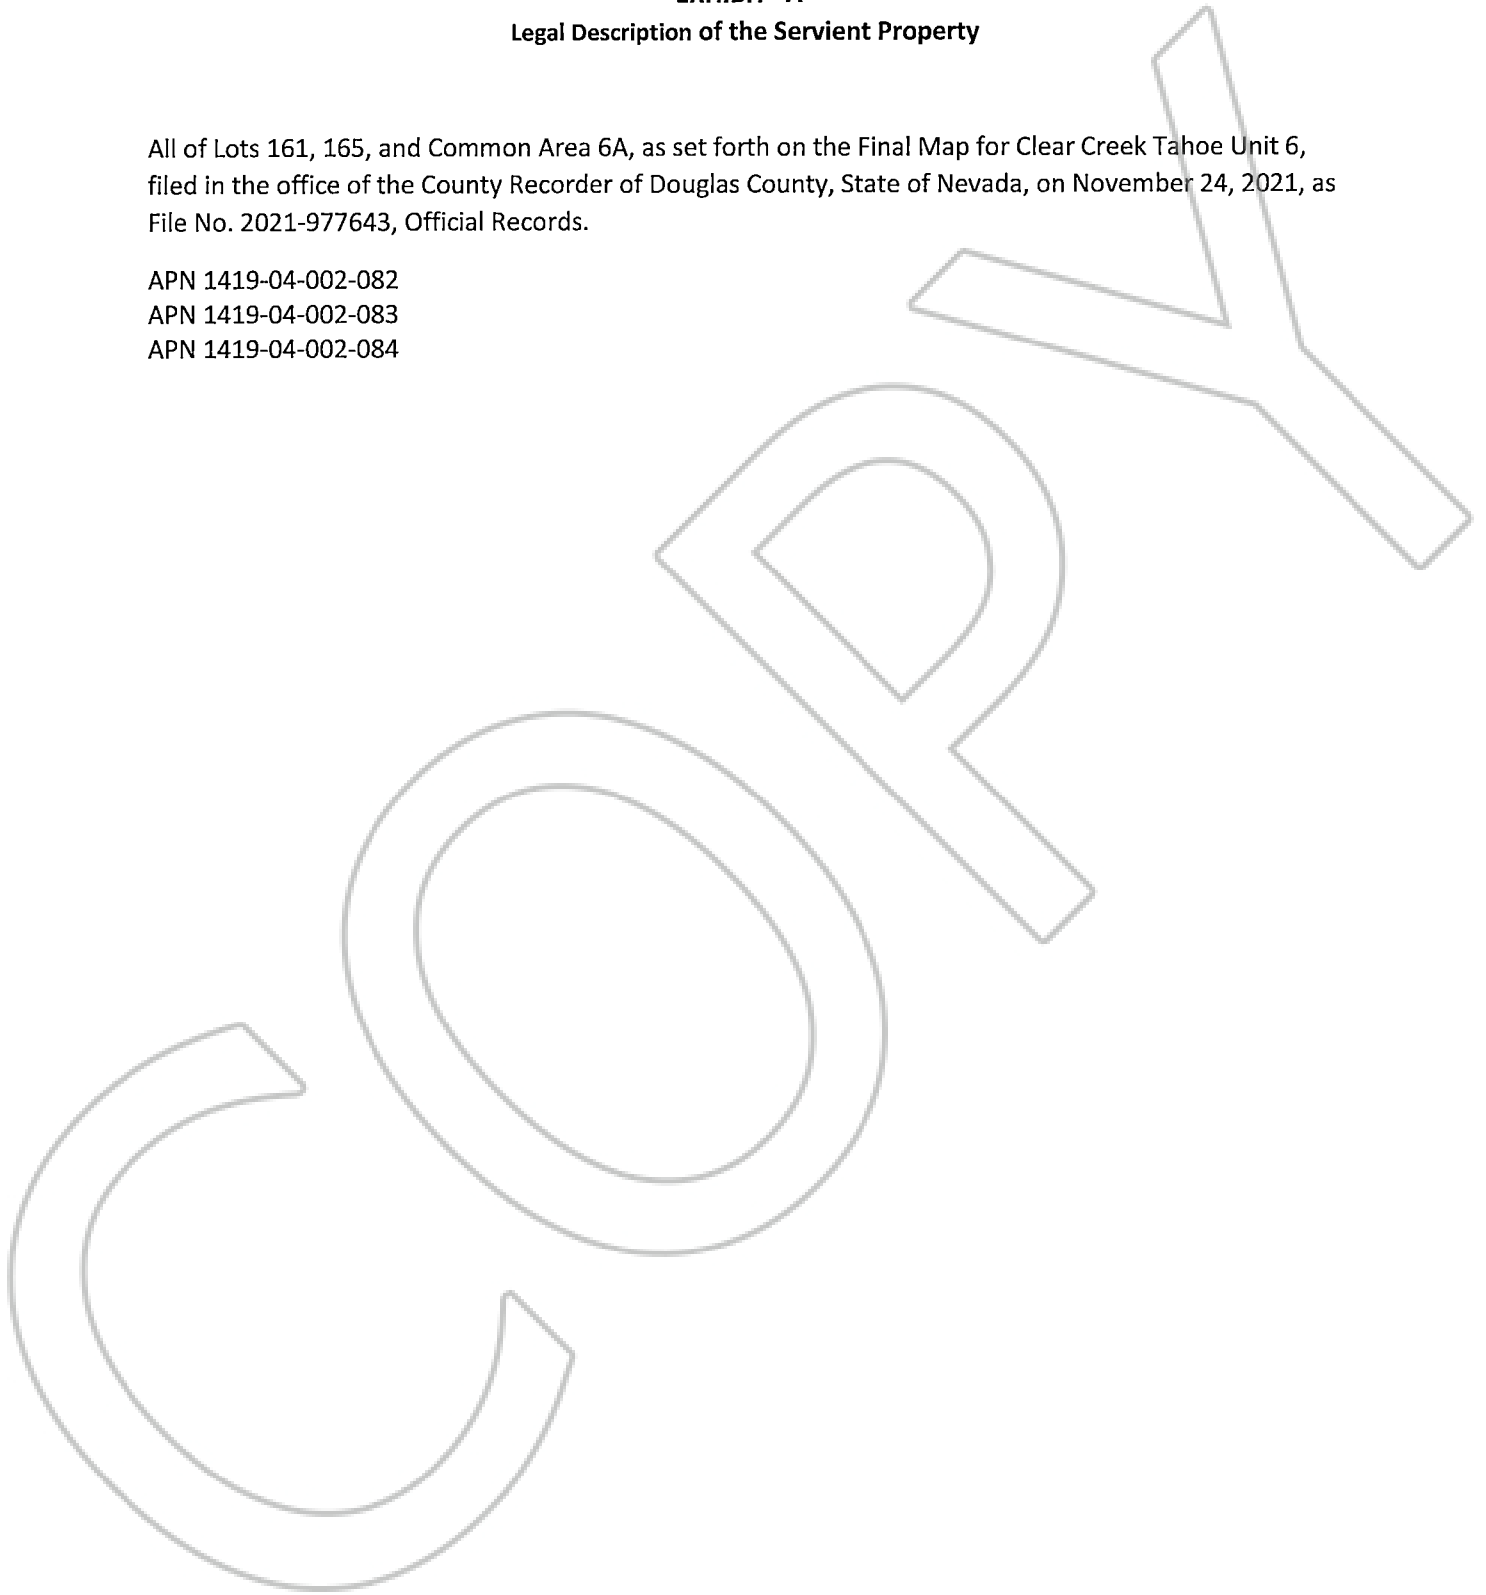 Legal Description of the Servient Property
All of Lots 161, 165, and Common Area 6A, as set forth on the Final Map for Clear Creek Tahoe Unit 6,
filed in the office of the County Recorder of Douglas County, State of Nevada, on November 24, 2021, as
File No. 2021-977643, Official Records.
APN 1419-04-002-082
APN 1419-04-002-083
APN 1419-04-002-084
COPY